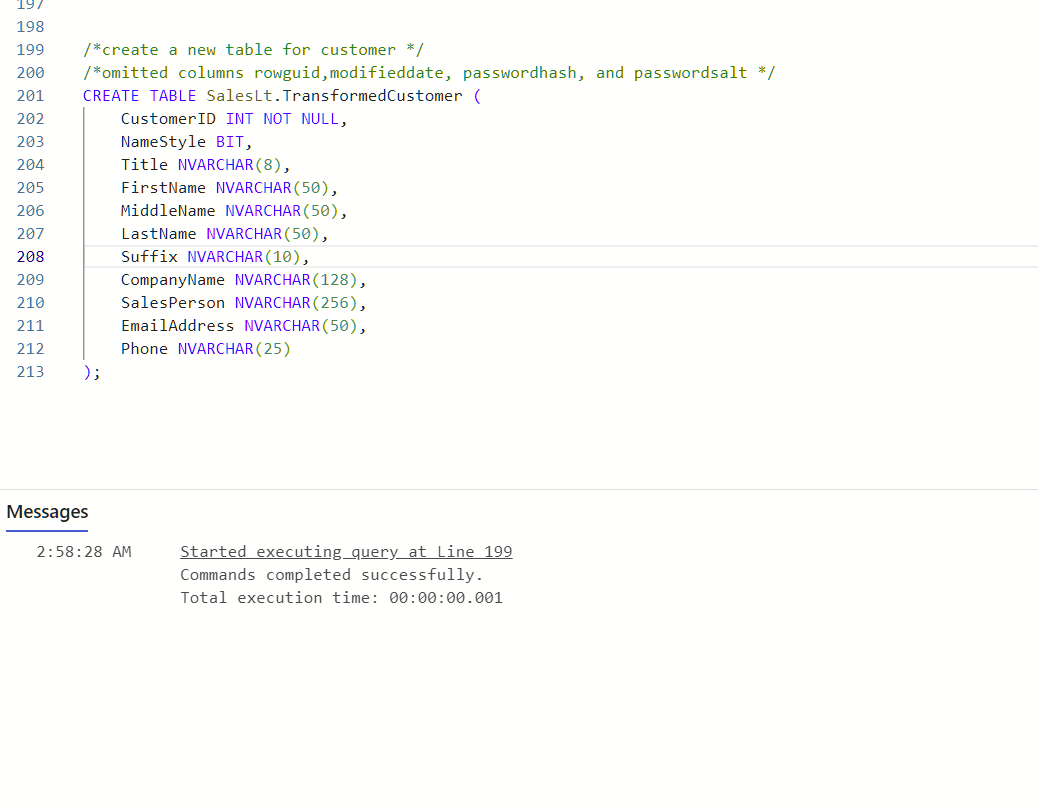 197
198
199 /*create a new table for customer */
200 /*omitted columns rowguid,modifieddate, passwordhash, and passwordsalt */
201 CREATE TABLE SalesLt.TransformedCustomer (
202 CustomerID INT NOT NULL,
203 NameStyle BIT,
204 Title NVARCHAR(8),
205 FirstName NVARCHAR(50),
206 MiddleName NVARCHAR(50),
207 LastName NVARCHAR(50),
208 Suffix NVARCHAR(10),
209 CompanyName NVARCHAR(128),
210 SalesPerson NVARCHAR(256),
211 EmailAddress NVARCHAR(50),
212 Phone NVARCHAR(25)
213 );
Messages
2:58:28 AM Started executing query at Line 199
Commands completed successfully.
Total execution time: 00:00:00.001